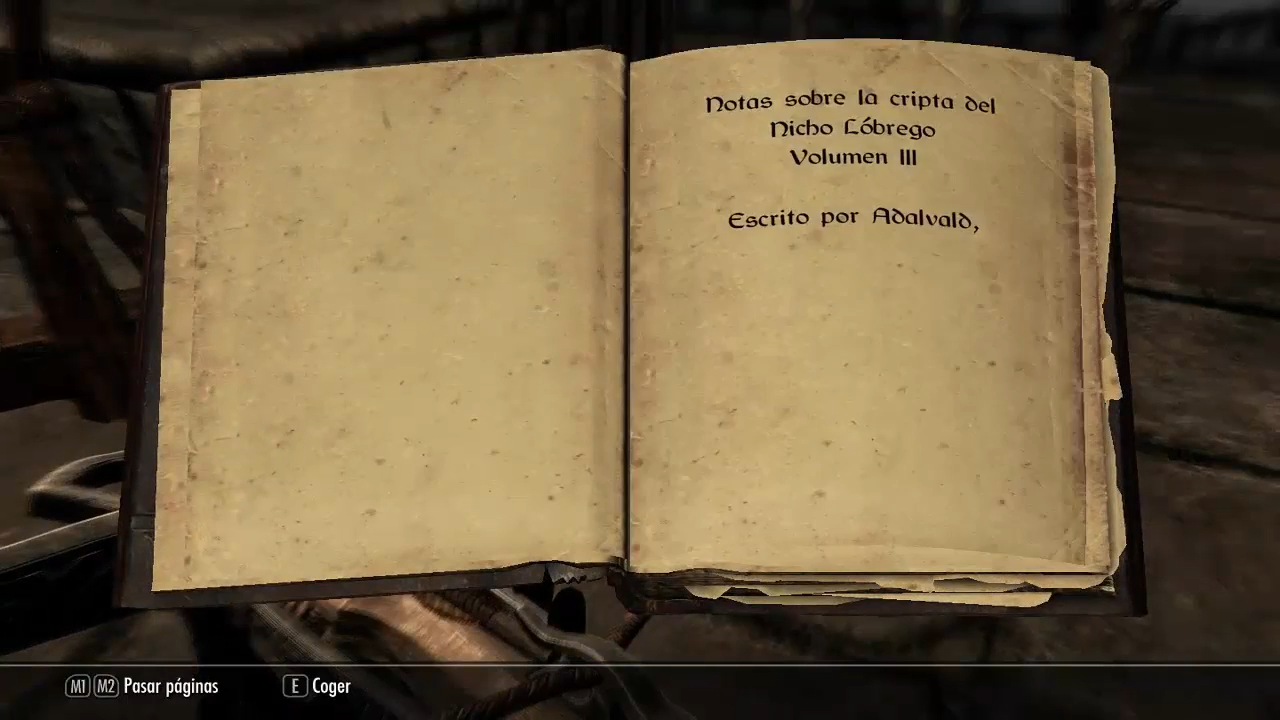 Notas sobre la cripta del
Nicho Lóbrego
Volumen III
Escrito por Adalvald,
M1 M2 Pasar páginas
E Coger